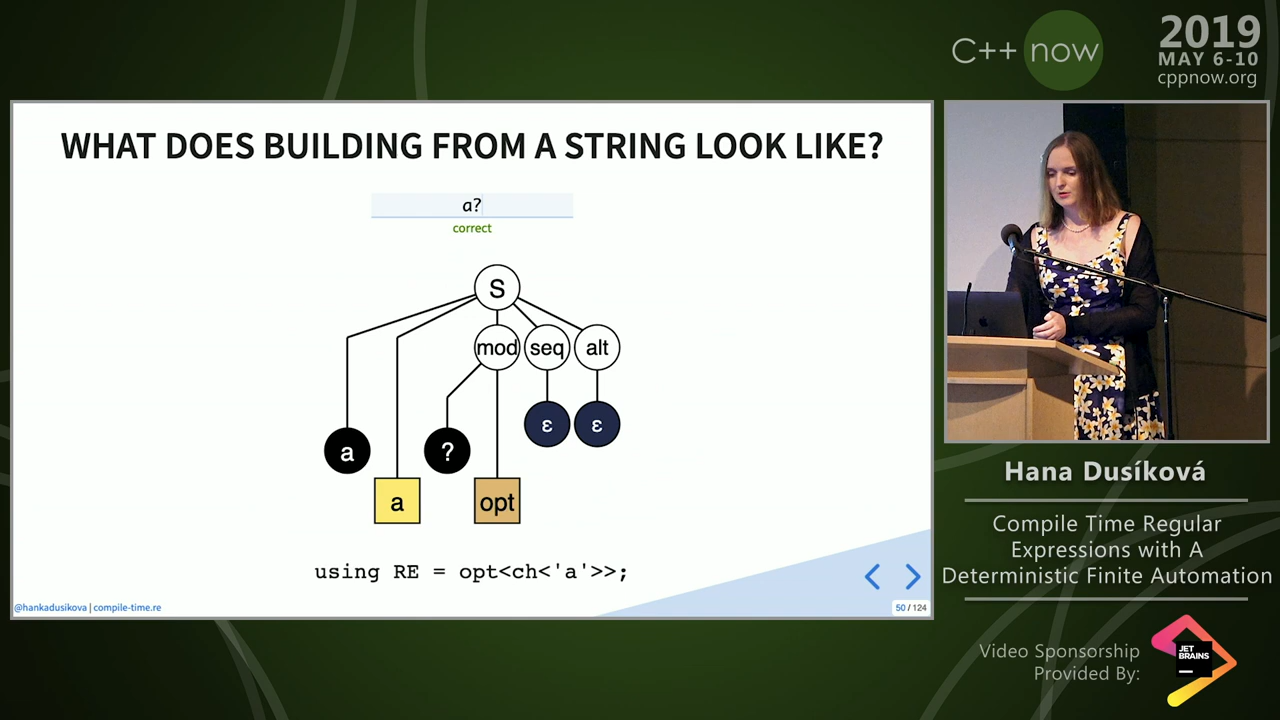 C++ now
2019
MAY 6-10
cppnow.org
WHAT DOES BUILDING FROM A STRING LOOK LIKE?
a?
correct
S
mod seq alt
ε ε
a ?
a opt
using RE = opt<ch<'a'>>;
@hankadusikova | compile-time.re
50 / 124
Hana Dusíková
Compile Time Regular
Expressions with A
Deterministic Finite Automation
Video Sponsorship
Provided By:
JET
BRAINS